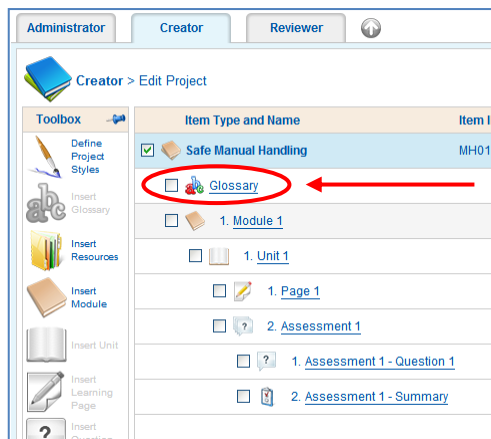 Administrator
Creator
Reviewer
Creator > Edit Project
Toolbox
Item Type and Name
Item
Define
Project
Styles
Safe Manual Handling
MH01
Insert
Glossary
Glossary
1. Module 1
Insert
Resources
1. Unit 1
Insert
Module
1. Page 1
2. Assessment 1
Insert Unit
1. Assessment 1 - Question 1
Insert
Learning
Page
2. Assessment 1 - Summary
Insert